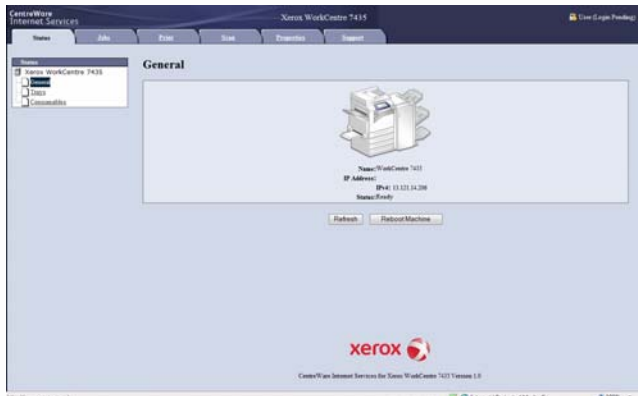 CentreWare
Internet Services
Xerox WorkCentre 7435
User (Login Pending)
Status
Jobs
Print
Scan
Properties
Support
Status
Xerox WorkCentre 7435
General
Trays
Consumables
General
Name: WorkCentre 7435
IP Address:
IPv4: 13.121.14.206
Status: Ready
Refresh
Reboot Machine
xerox
CentreWare Internet Services for Xerox WorkCentre 7435 Version 1.0